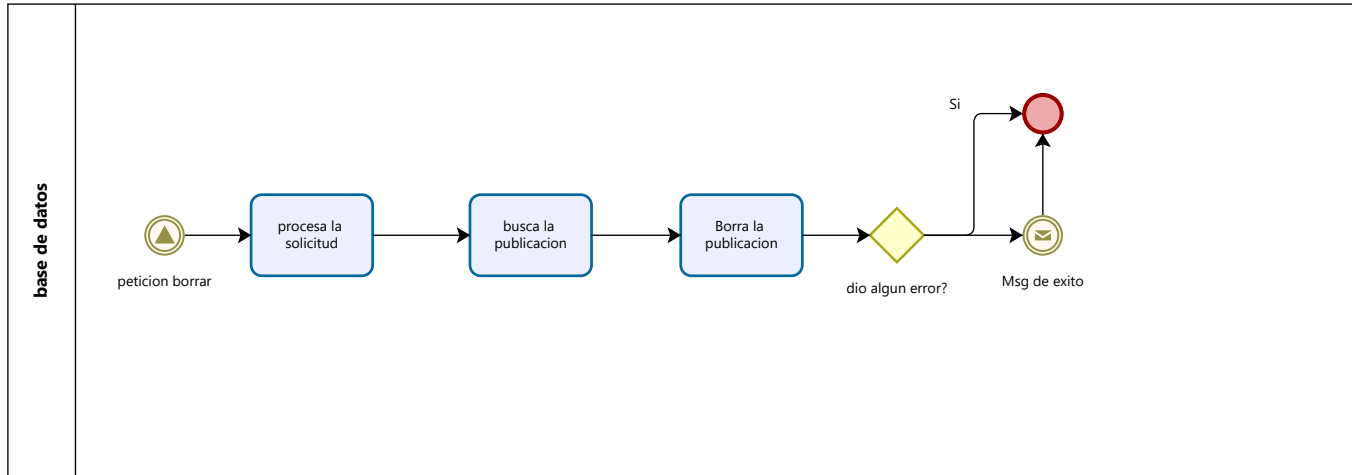 base de datos
peticion borrar
procesa la
solicitud
busca la
publicacion
Borra la
publicacion
dio algun error?
Si
Msg de exito